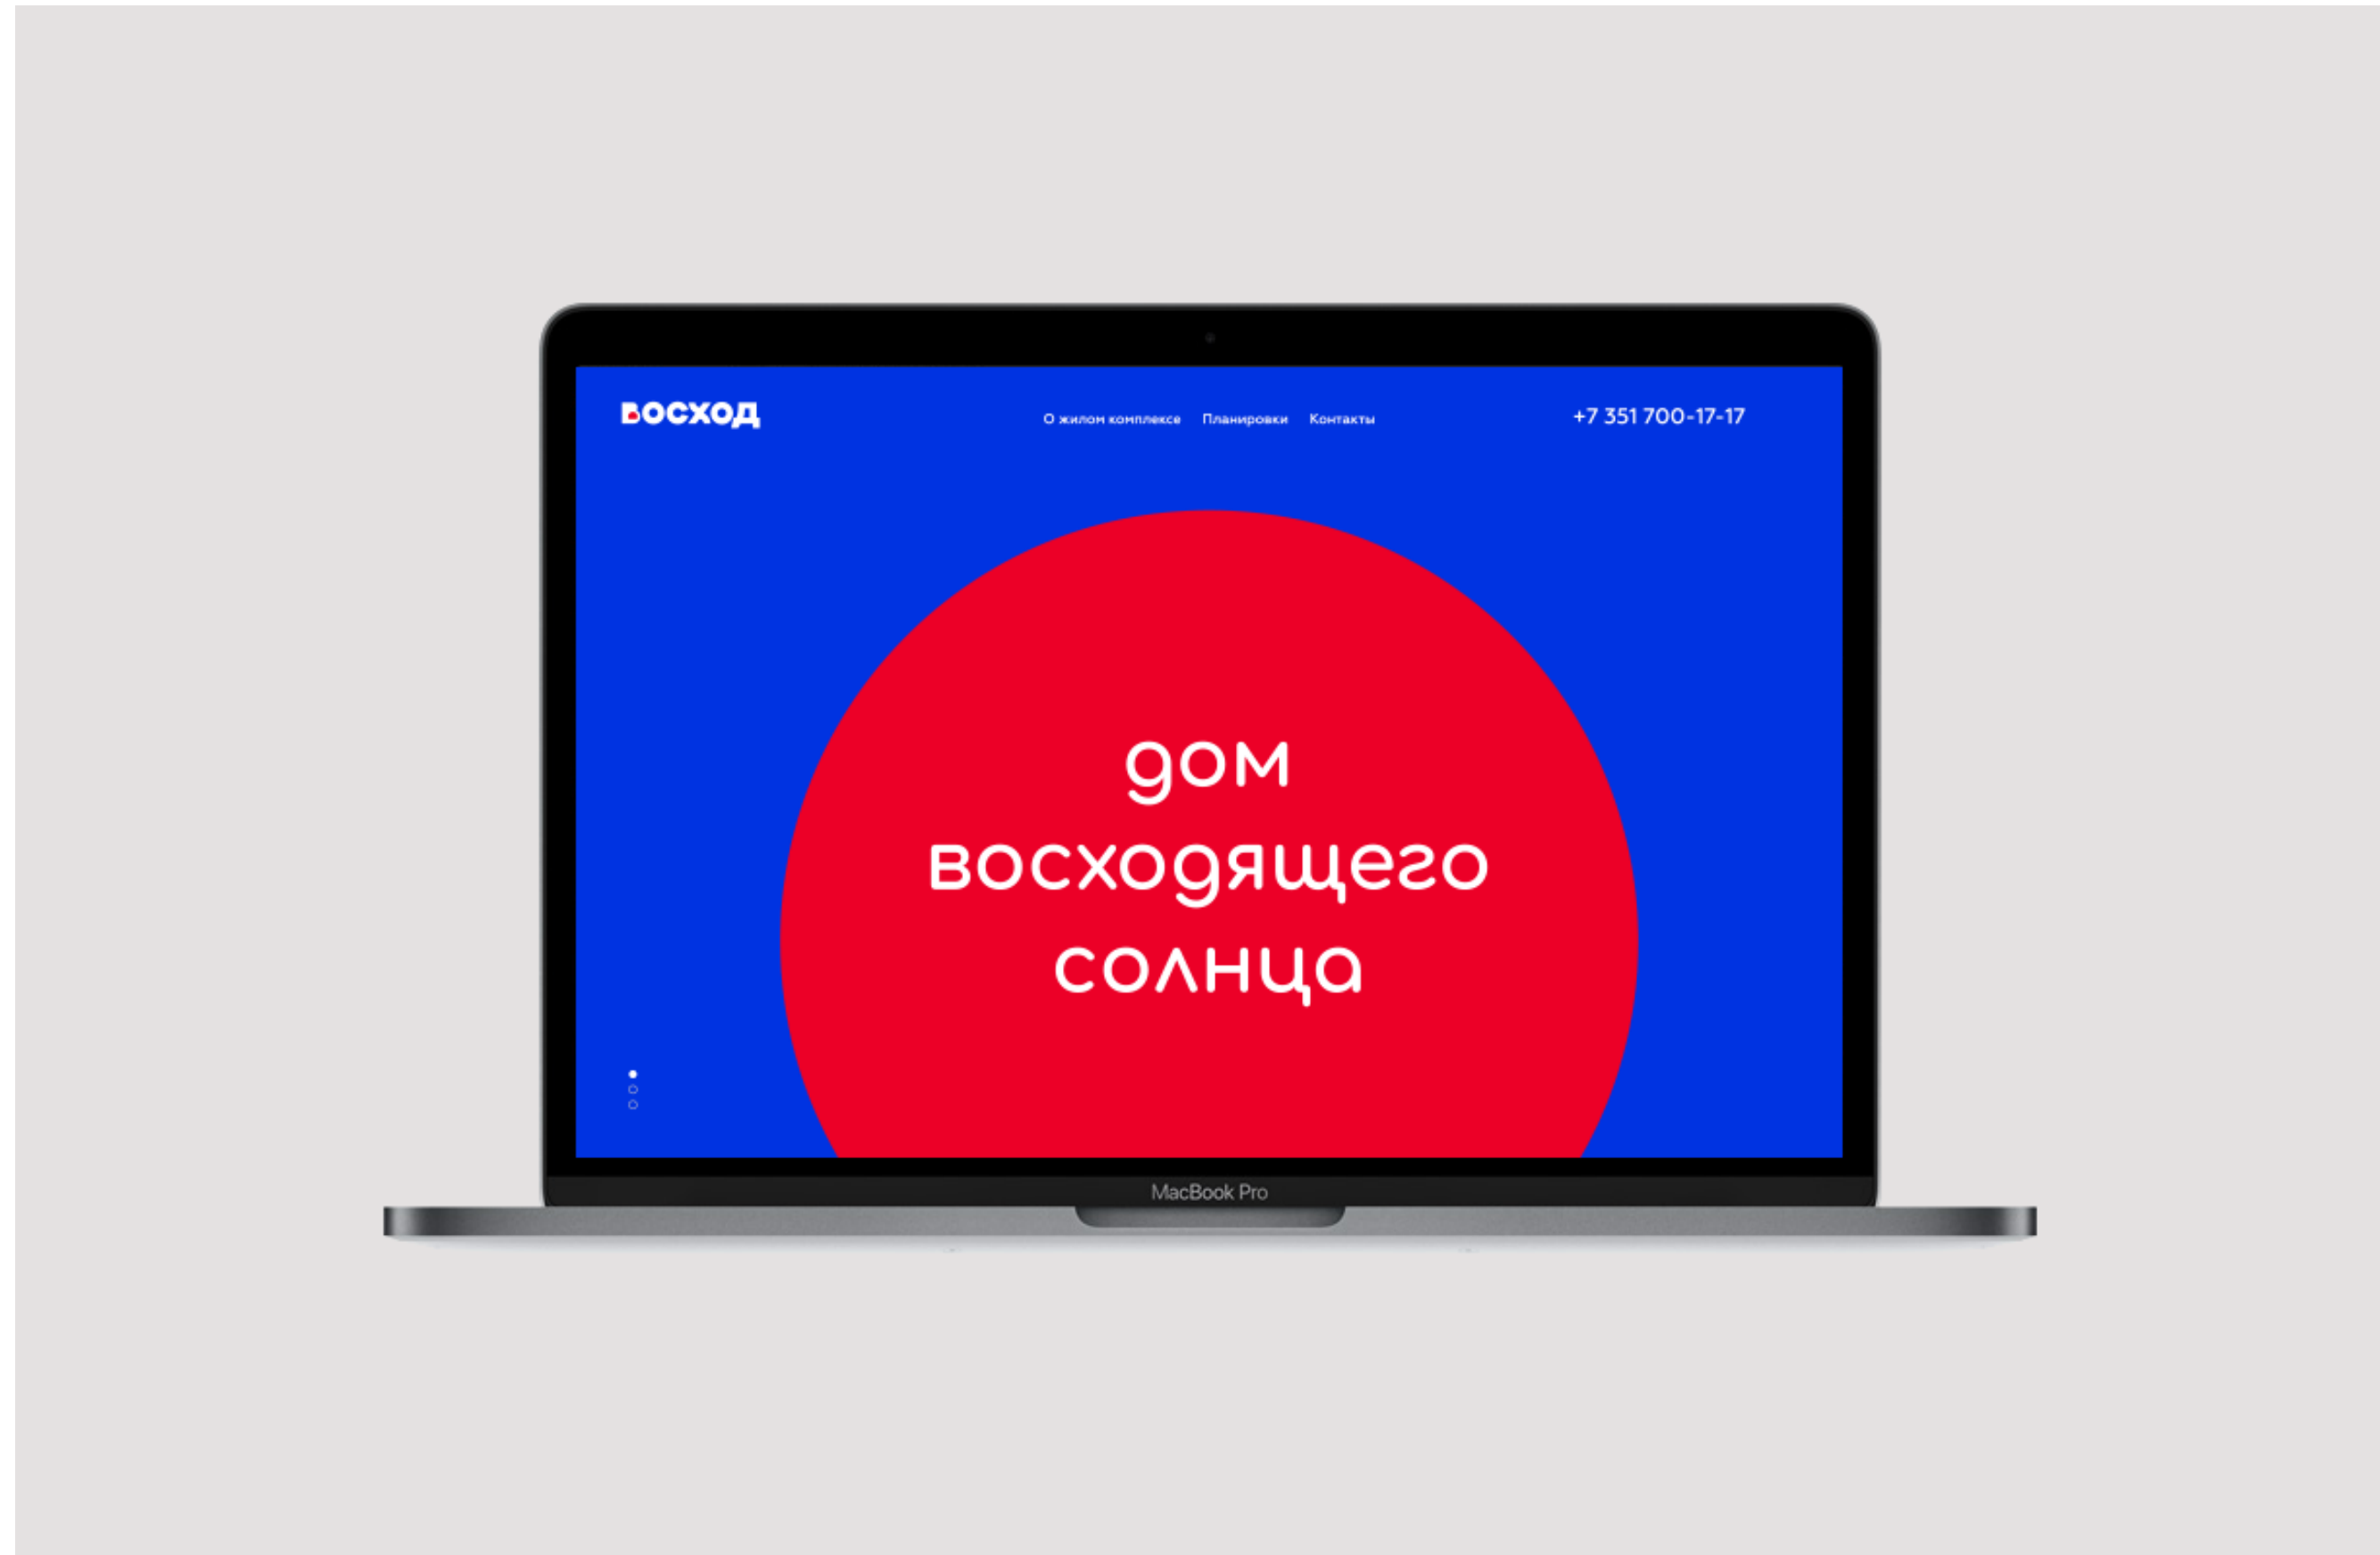 восход
О жилом комплексе Планировки Контакты
+7 351 700-17-17
дом
восходящего
солнца
MacBook Pro